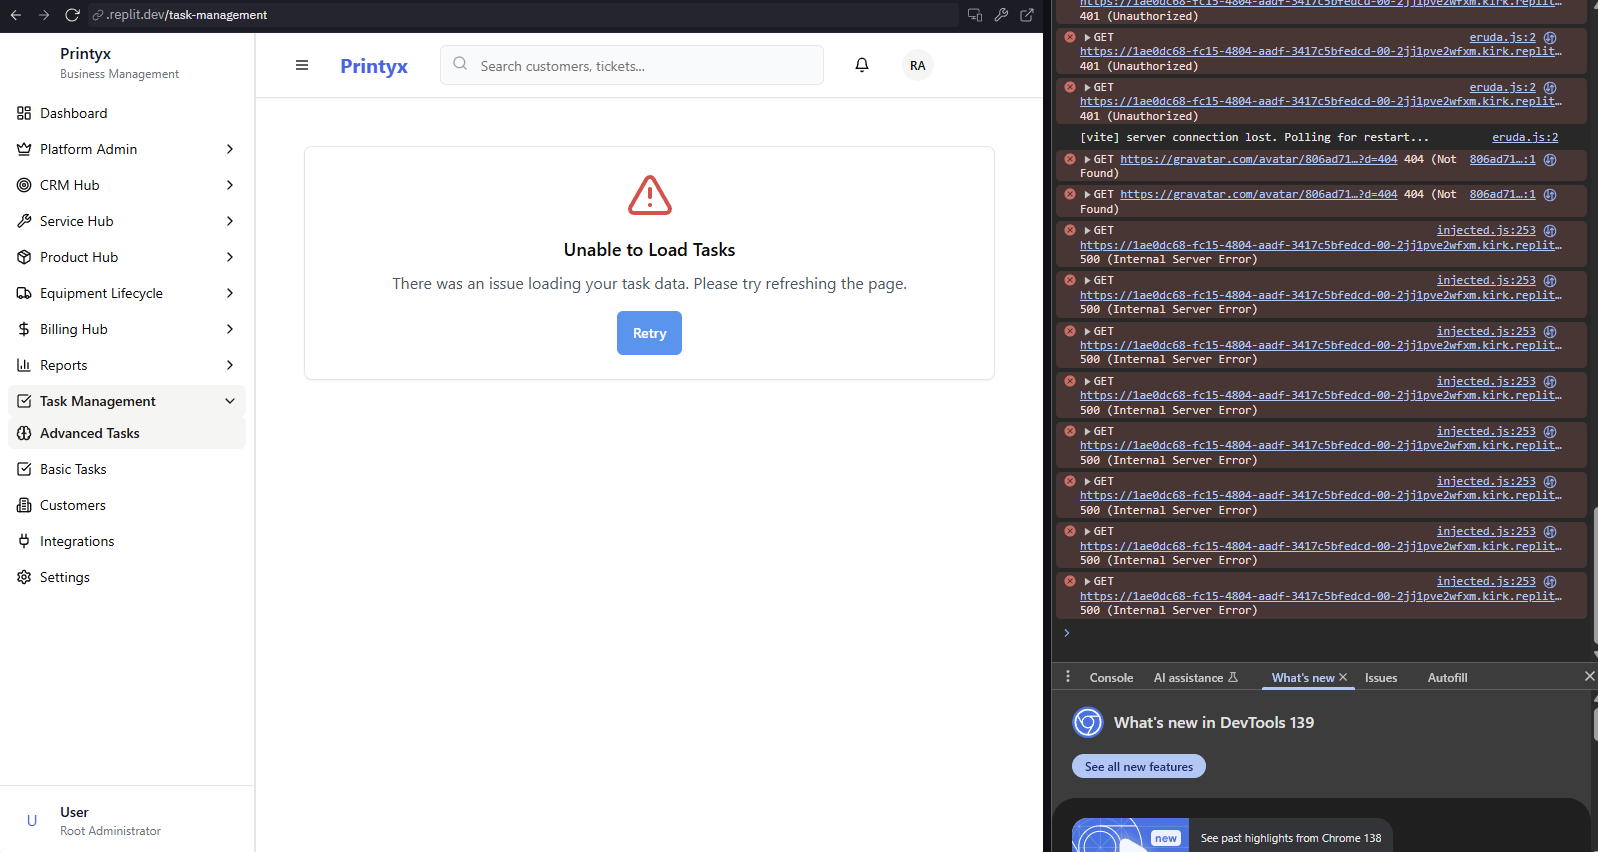 .replit.dev/task-management
Printyx
Business Management
Dashboard
Platform Admin
CRM Hub
Service Hub
Product Hub
Equipment Lifecycle
Billing Hub
Reports
Task Management
Advanced Tasks
Basic Tasks
Customers
Integrations
Settings
U
User
Root Administrator
Printyx
Search customers, tickets...
RA
Unable to Load Tasks
There was an issue loading your task data. Please try refreshing the page.
Retry
https://1ae0dc68-fc15-4804-aadf-3417c5bfedcd-00-2jj1pve2wfxm.kirk.replit…
401 (Unauthorized)
GET eruda.js:2
https://1ae0dc68-fc15-4804-aadf-3417c5bfedcd-00-2jj1pve2wfxm.kirk.replit…
401 (Unauthorized)
GET eruda.js:2
https://1ae0dc68-fc15-4804-aadf-3417c5bfedcd-00-2jj1pve2wfxm.kirk.replit…
401 (Unauthorized)
[vite] server connection lost. Polling for restart... eruda.js:2
GET https://gravatar.com/avatar/806ad71…?d=404 404 (Not 806ad71…:1
Found)
GET https://gravatar.com/avatar/806ad71…?d=404 404 (Not 806ad71…:1
Found)
GET injected.js:253
https://1ae0dc68-fc15-4804-aadf-3417c5bfedcd-00-2jj1pve2wfxm.kirk.replit…
500 (Internal Server Error)
GET injected.js:253
https://1ae0dc68-fc15-4804-aadf-3417c5bfedcd-00-2jj1pve2wfxm.kirk.replit…
500 (Internal Server Error)
GET injected.js:253
https://1ae0dc68-fc15-4804-aadf-3417c5bfedcd-00-2jj1pve2wfxm.kirk.replit…
500 (Internal Server Error)
GET injected.js:253
https://1ae0dc68-fc15-4804-aadf-3417c5bfedcd-00-2jj1pve2wfxm.kirk.replit…
500 (Internal Server Error)
GET injected.js:253
https://1ae0dc68-fc15-4804-aadf-3417c5bfedcd-00-2jj1pve2wfxm.kirk.replit…
500 (Internal Server Error)
GET injected.js:253
https://1ae0dc68-fc15-4804-aadf-3417c5bfedcd-00-2jj1pve2wfxm.kirk.replit…
500 (Internal Server Error)
GET injected.js:253
https://1ae0dc68-fc15-4804-aadf-3417c5bfedcd-00-2jj1pve2wfxm.kirk.replit…
500 (Internal Server Error)
GET injected.js:253
https://1ae0dc68-fc15-4804-aadf-3417c5bfedcd-00-2jj1pve2wfxm.kirk.replit…
500 (Internal Server Error)
Console AI assistance What's new Issues Autofill
What's new in DevTools 139
See all new features
new
See past highlights from Chrome 138